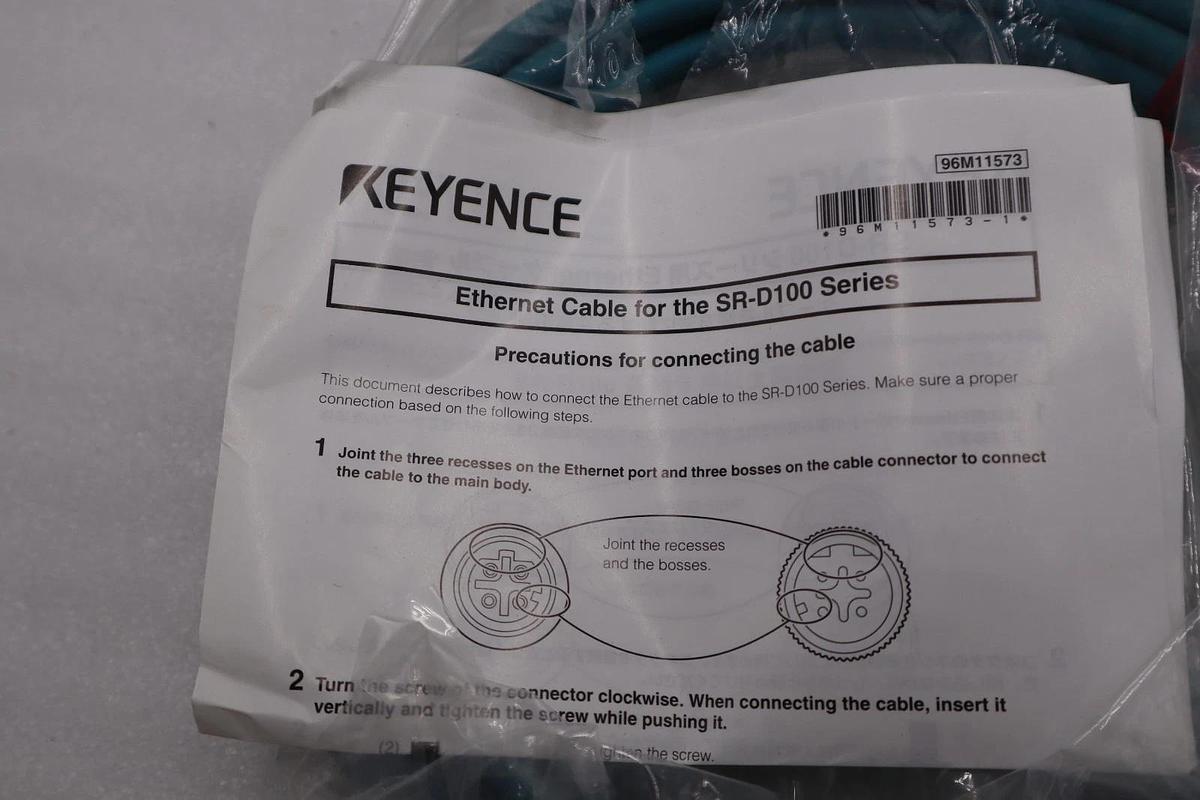 KEYENCE
96M11573
*96M11573-1*
Ethernet Cable for the SR-D100 Series
Precautions for connecting the cable
This document describes how to connect the Ethernet cable to the SR-D100 Series. Make sure a proper
connection based on the following steps.
1 Joint the three recesses on the Ethernet port and three bosses on the cable connector to connect
the cable to the main body.
Joint the recesses
and the bosses.
2 Turn the screw of the connector clockwise. When connecting the cable, insert it
vertically and tighten the screw while pushing it.
(2) tighten the screw.